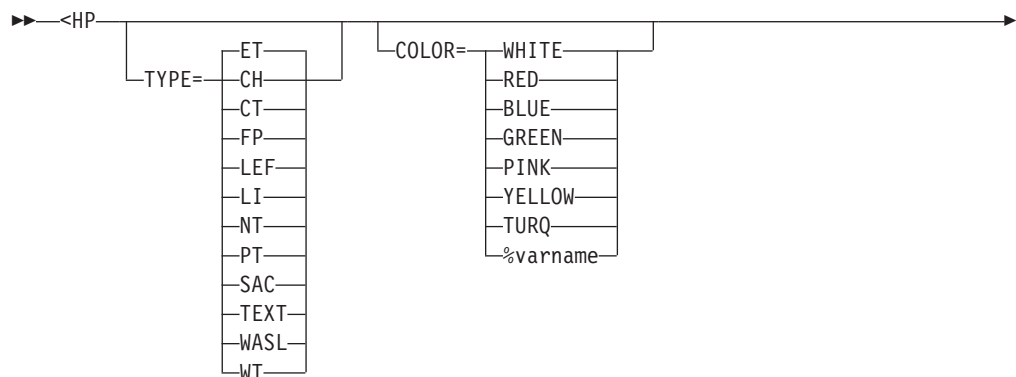 <HP
ET COLOR= WHITE
TYPE= CH RED
CT BLUE
FP GREEN
LEF PINK
LI YELLOW
NT TURQ
PT %varname
SAC
TEXT
WASL
WT